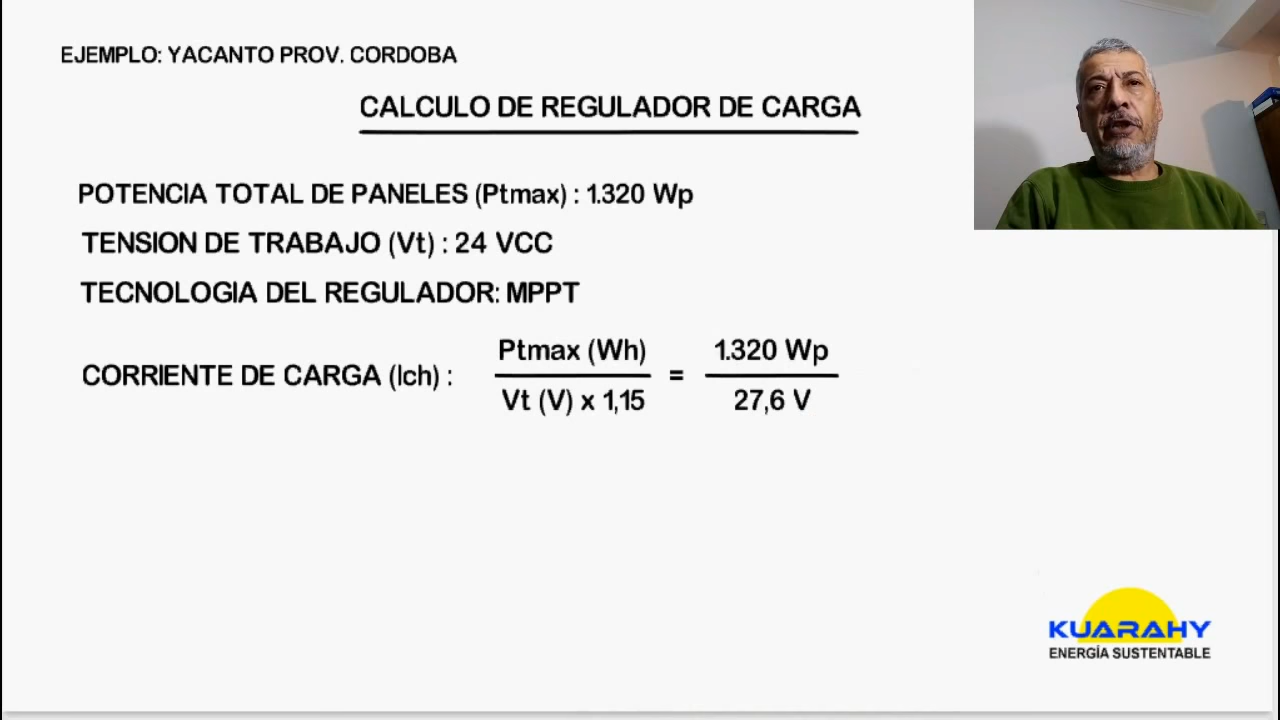 EJEMPLO: YACANTO PROV. CORDOBA
CALCULO DE REGULADOR DE CARGA
POTENCIA TOTAL DE PANELES (Ptmax) : 1.320 Wp
TENSION DE TRABAJO (Vt) : 24 VCC
TECNOLOGIA DEL REGULADOR: MPPT
CORRIENTE DE CARGA (Ich) :
Ptmax (Wh)
Vt (V) x 1,15
=
1.320 Wp
27,6 V
KUARAHY
ENERGÍA SUSTENTABLE